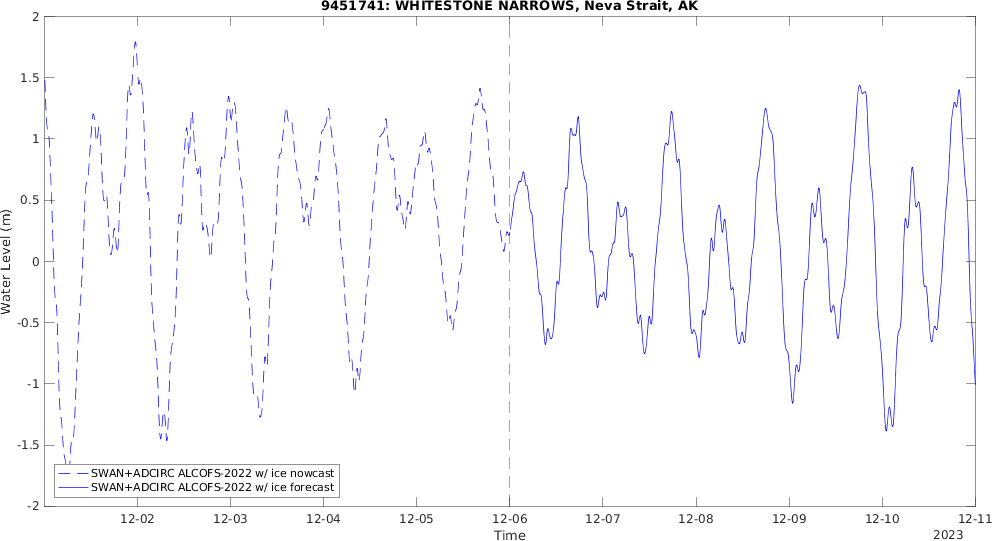 9451741: WHITESTONE NARROWS, Neva Strait, AK
2
1.5
1
0.5
0
-0.5
-1
-1.5
-2
Water Level (m)
SWAN+ADCIRC ALCOFS-2022 w/ ice nowcast
SWAN+ADCIRC ALCOFS-2022 w/ ice forecast
12-02 12-03 12-04 12-05 12-06 12-07 12-08 12-09 12-10 12-11
Time
2023